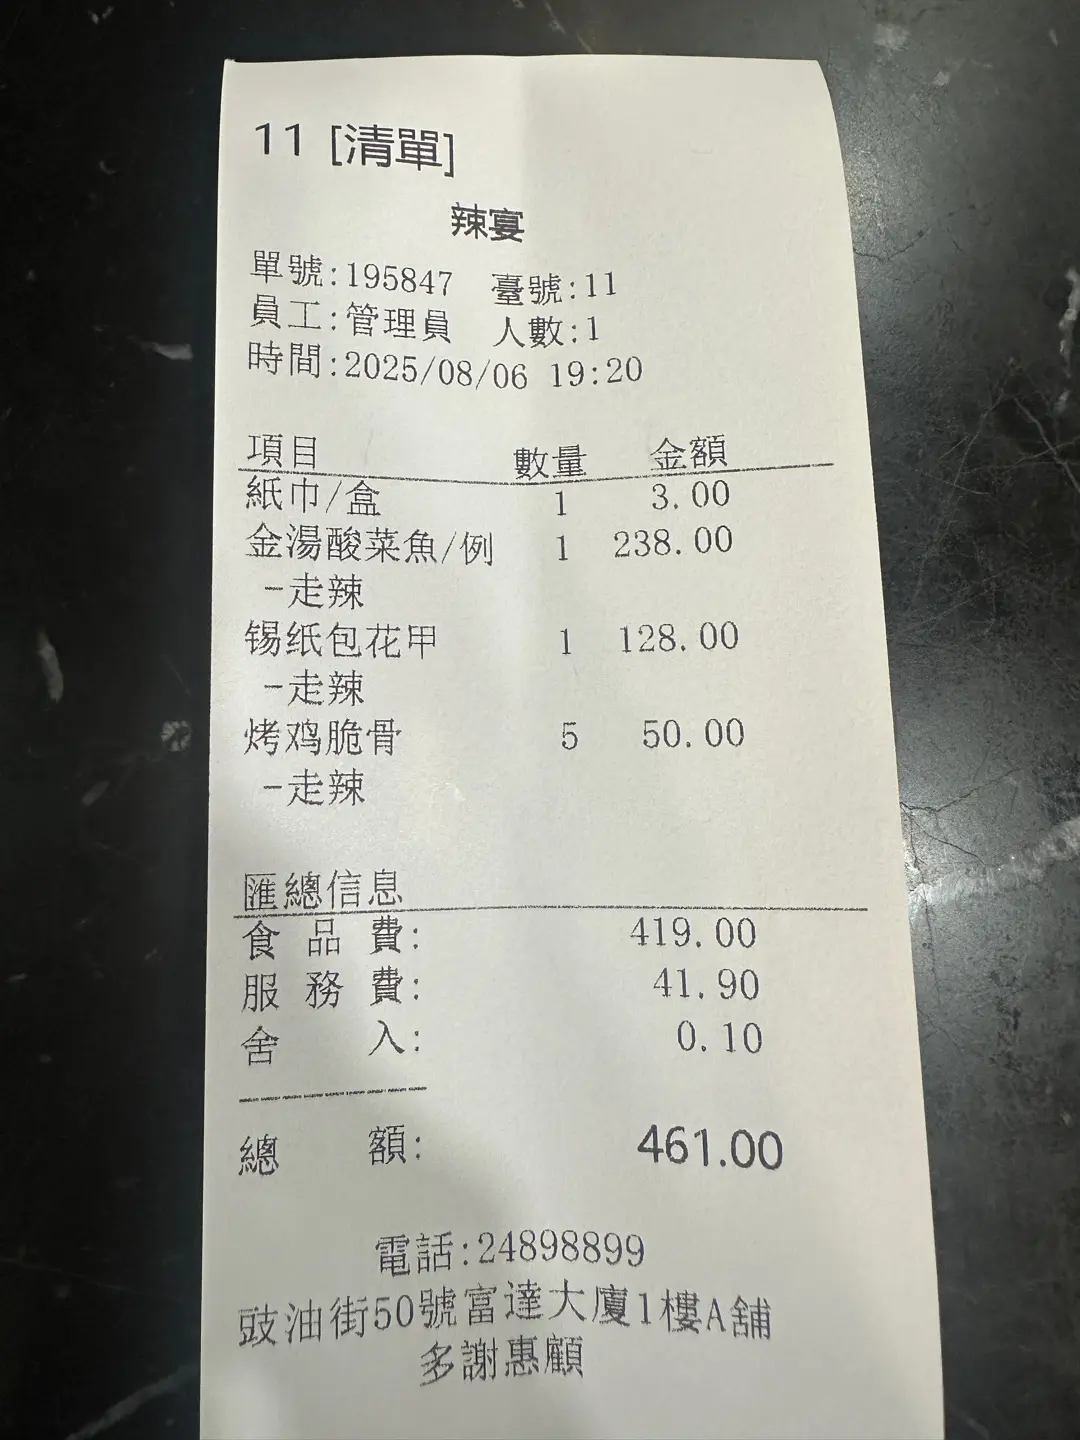 11 [清單]
辣宴
單號:195847 臺號:11
員工:管理員 人數:1
時間:2025/08/06 19:20
項目 數量 金額
紙巾/盒 1 3.00
金湯酸菜魚/例 1 238.00
-走辣
锡纸包花甲 1 128.00
-走辣
烤鸡脆骨 5 50.00
-走辣
匯總信息
食品費: 419.00
服務費: 41.90
舍入: 0.10
總額: 461.00
電話:24898899
豉油街50號富達大廈1樓A舖
多謝惠顧